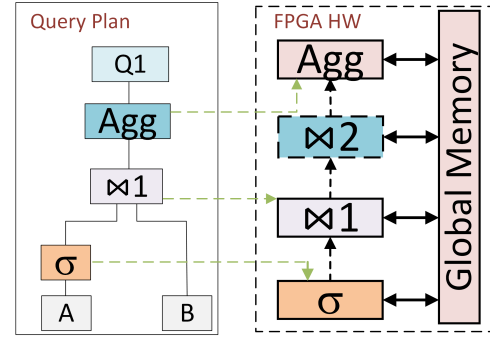 Query Plan
Q1
Agg
⋈1
σ
A
B
FPGA HW
Agg
⋈2
⋈1
σ
Global Memory